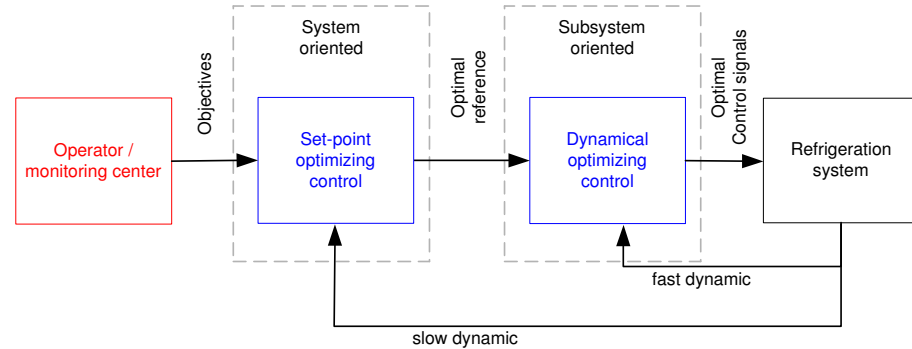 System
oriented
Subsystem
oriented
Objectives
Optimal
reference
Optimal
Control signals
Operator /
monitoring center
Set-point
optimizing
control
Dynamical
optimizing
control
Refrigeration
system
fast dynamic
slow dynamic